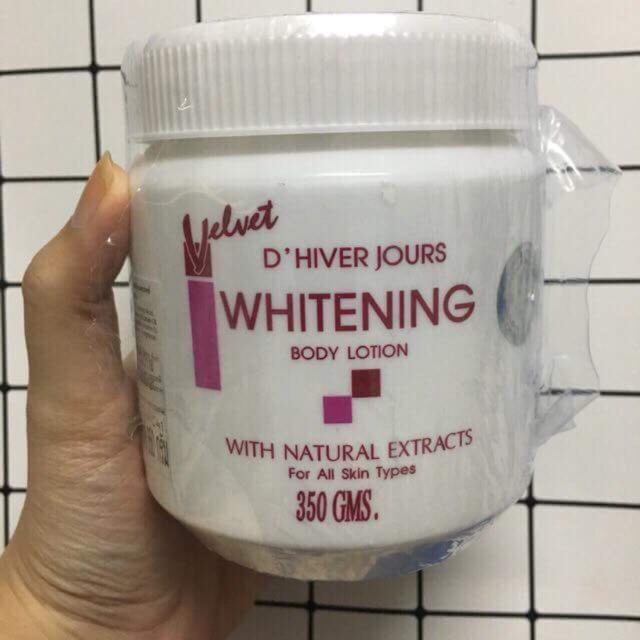 Velvet
D'HIVER JOURS
WHITENING
BODY LOTION
WITH NATURAL EXTRACTS
For All Skin Types
350 GMS.